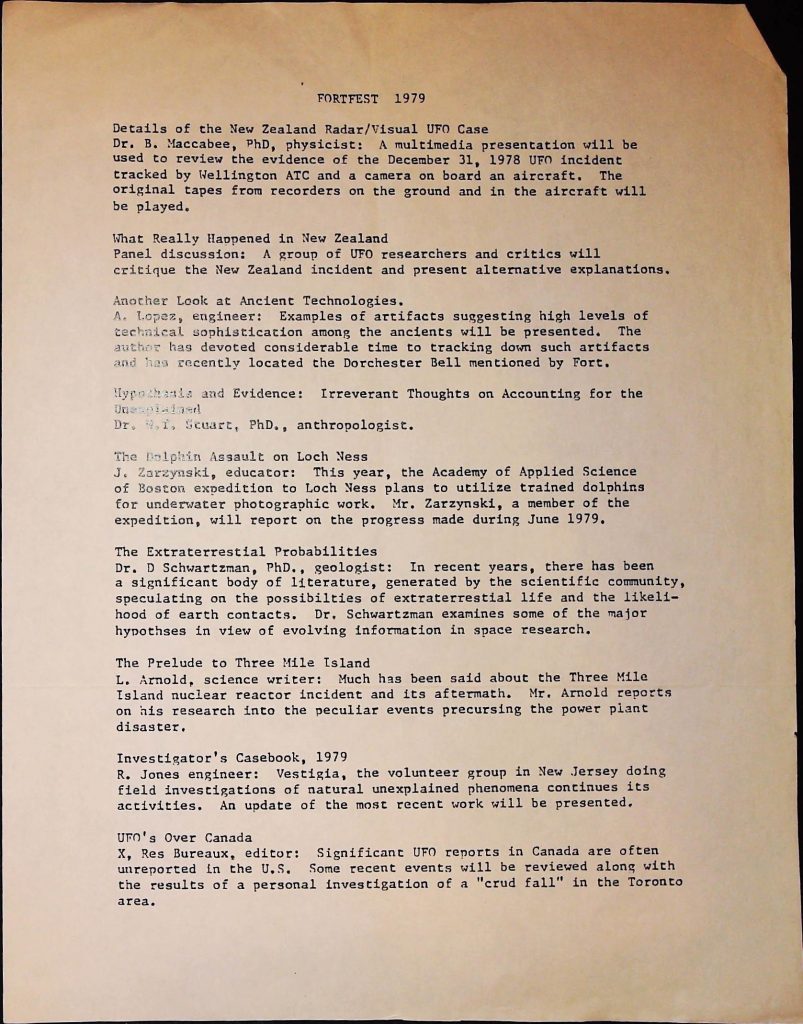 FORTFEST 1979
Details of the New Zealand Radar/Visual UFO Case
Dr. B. Maccabee, PhD, physicist: A multimedia presentation will be
used to review the evidence of the December 31, 1978 UFO incident
tracked by Wellington ATC and a camera on board an aircraft. The
original tapes from recorders on the ground and in the aircraft will
be played.
What Really Happened in New Zealand
Panel discussion: A group of UFO researchers and critics will
critique the New Zealand incident and present alternative explanations.
Another Look at Ancient Technologies.
A. Lopez, engineer: Examples of artifacts suggesting high levels of
technical sophistication among the ancients will be presented. The
author has devoted considerable time to tracking down such artifacts
and has recently located the Dorchester Bell mentioned by Fort.
Hypothesis and Evidence: Irreverant Thoughts on Accounting for the
Unexplained
Dr. W.T. Stuart, PhD., anthropologist.
The Dolphin Assault on Loch Ness
J. Zarzynski, educator: This year, the Academy of Applied Science
of Boston expedition to Loch Ness plans to utilize trained dolphins
for underwater photographic work. Mr. Zarzynski, a member of the
expedition, will report on the progress made during June 1979.
The Extraterrestial Probabilities
Dr. D Schwartzman, PhD., geologist: In recent years, there has been
a significant body of literature, generated by the scientific community,
speculating on the possibilties of extraterrestial life and the likeli-
hood of earth contacts. Dr. Schwartzman examines some of the major
hypothses in view of evolving information in space research.
The Prelude to Three Mile Island
L. Arnold, science writer: Much has been said about the Three Mile
Island nuclear reactor incident and its aftermath. Mr. Arnold reports
on his research into the peculiar events precursing the power plant
disaster.
Investigator's Casebook, 1979
R. Jones engineer: Vestigia, the volunteer group in New Jersey doing
field investigations of natural unexplained phenomena continues its
activities. An update of the most recent work will be presented.
UFO's Over Canada
X, Res Bureaux, editor: Significant UFO reports in Canada are often
unreported in the U.S. Some recent events will be reviewed along with
the results of a personal investigation of a "crud fall" in the Toronto
area.